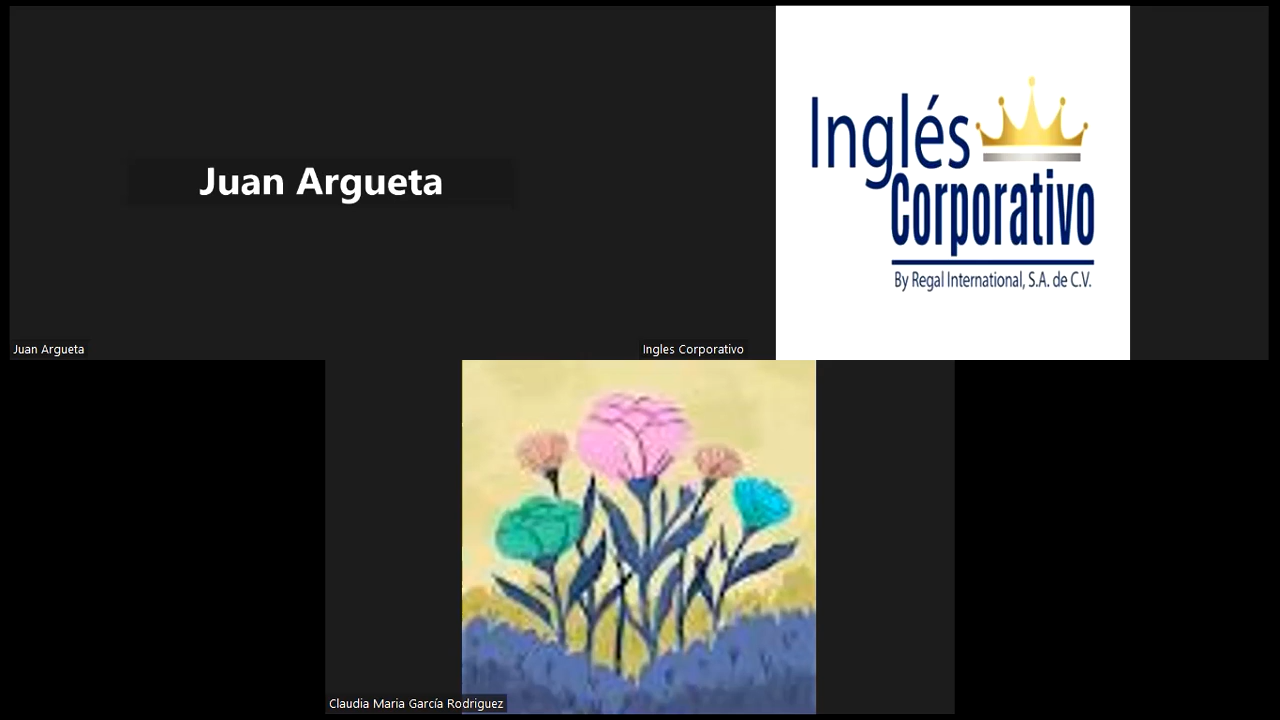 Juan Argueta
Juan Argueta
Inglés
Corporativo
By Regal International, S.A. de C.V.
Ingles Corporativo
Claudia Maria García Rodriguez